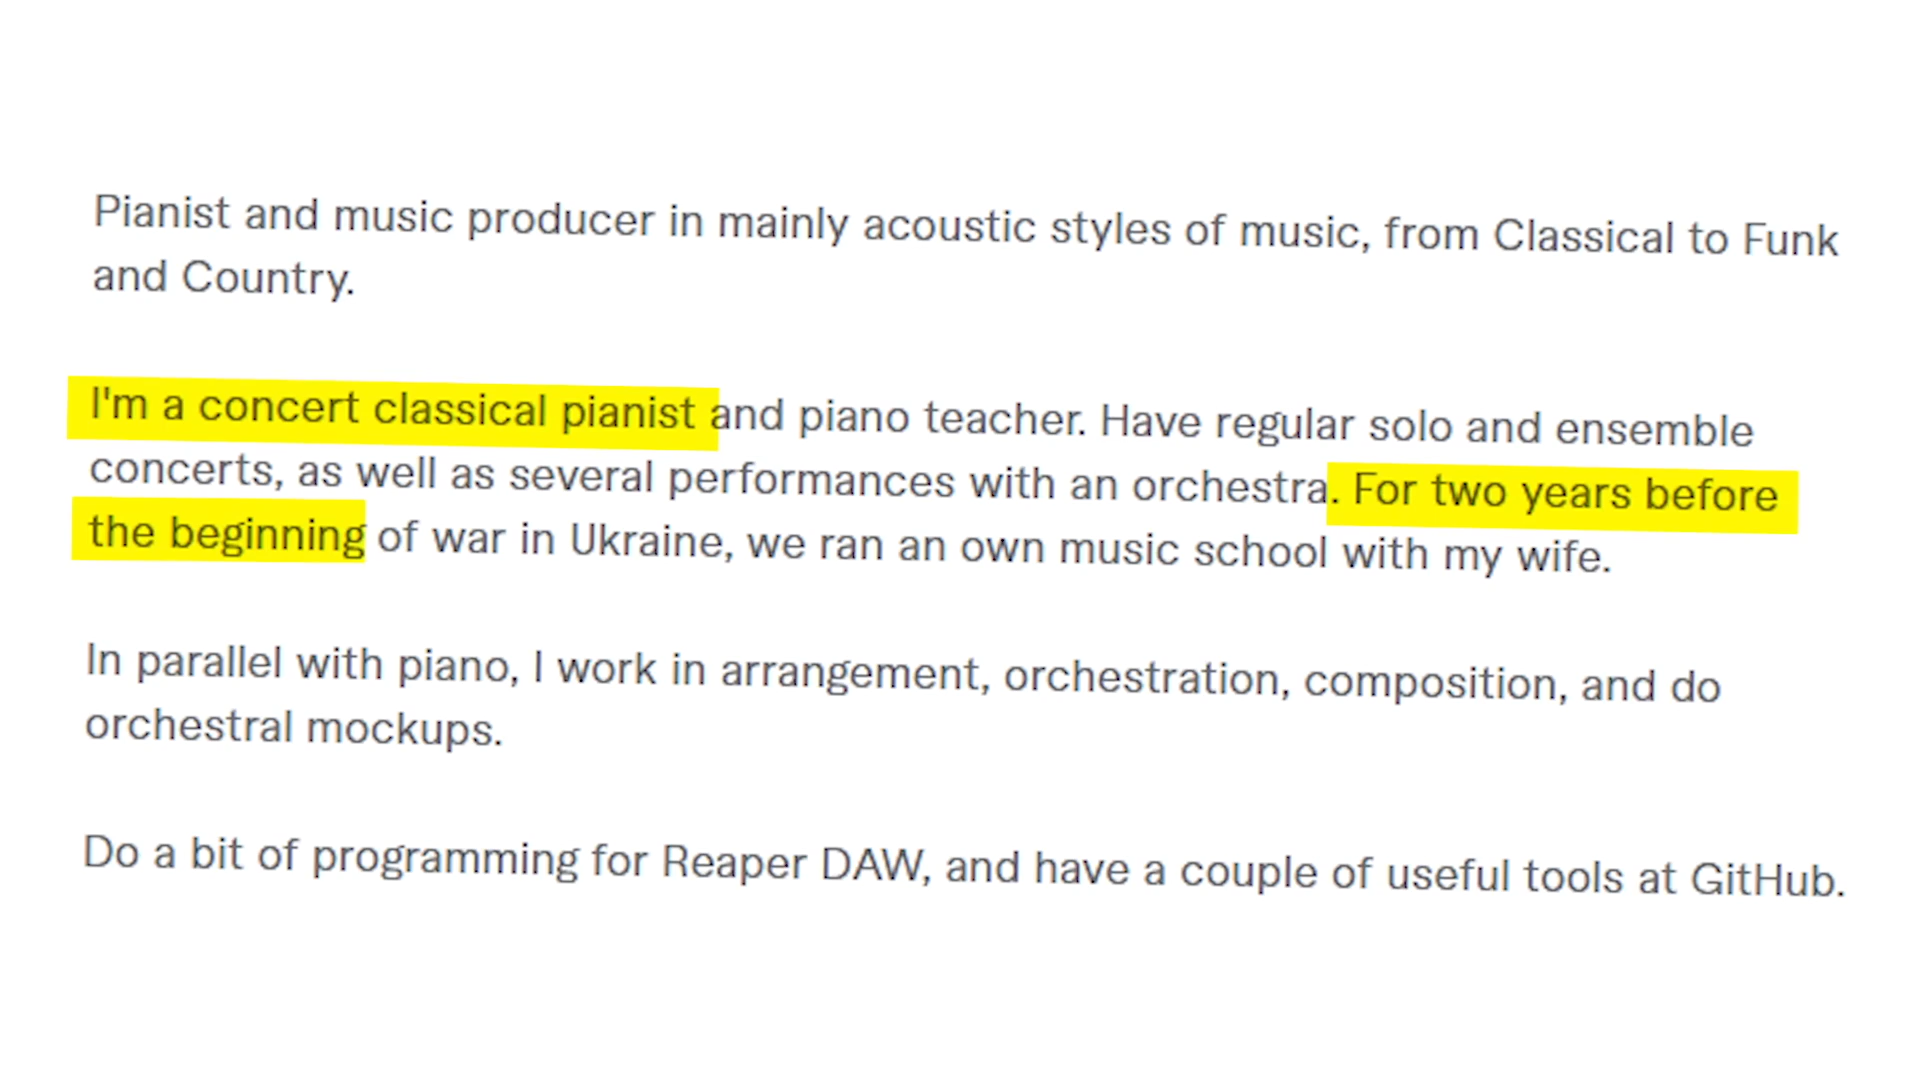 Pianist and music producer in mainly acoustic styles of music, from Classical to Funk
and Country.
I'm a concert classical pianist and piano teacher. Have regular solo and ensemble
concerts, as well as several performances with an orchestra. For two years before
the beginning of war in Ukraine, we ran an own music school with my wife.
In parallel with piano, I work in arrangement, orchestration, composition, and do
orchestral mockups.
Do a bit of programming for Reaper DAW, and have a couple of useful tools at GitHub.